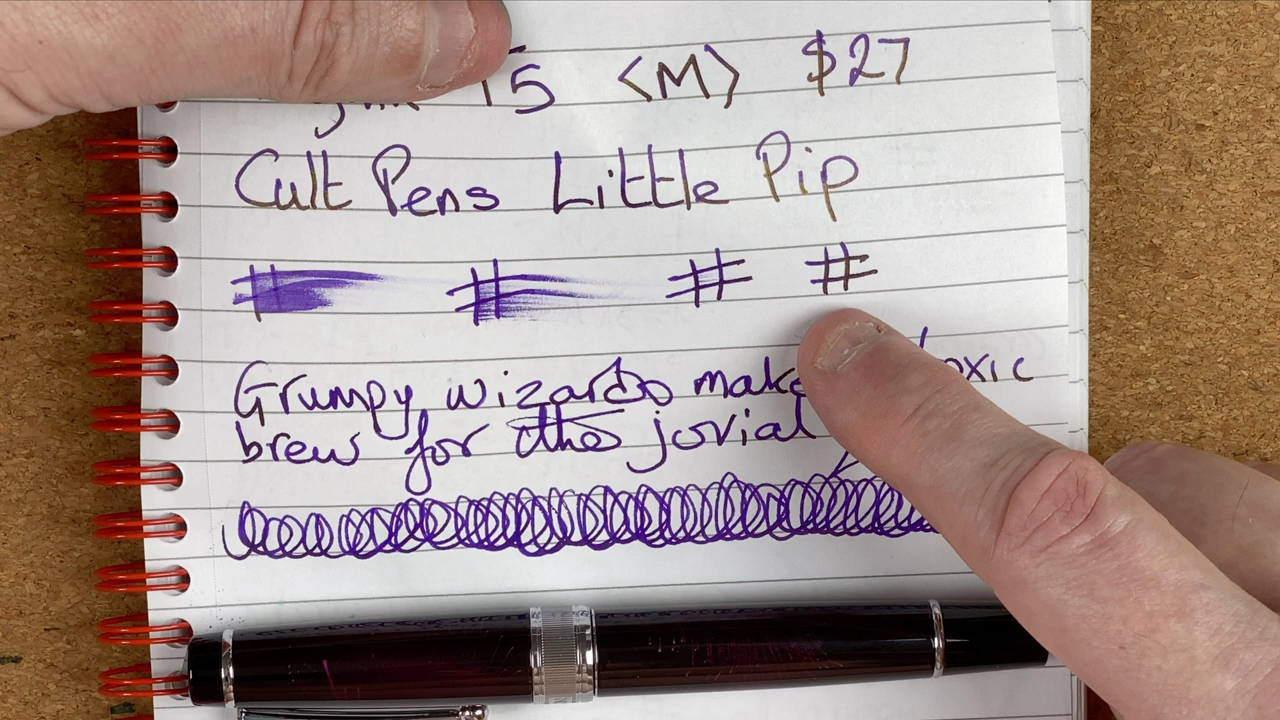 15 <M> $27
Cult Pens Little Pip
# # # #
Grumpy wizards make toxic
brew for the jovial